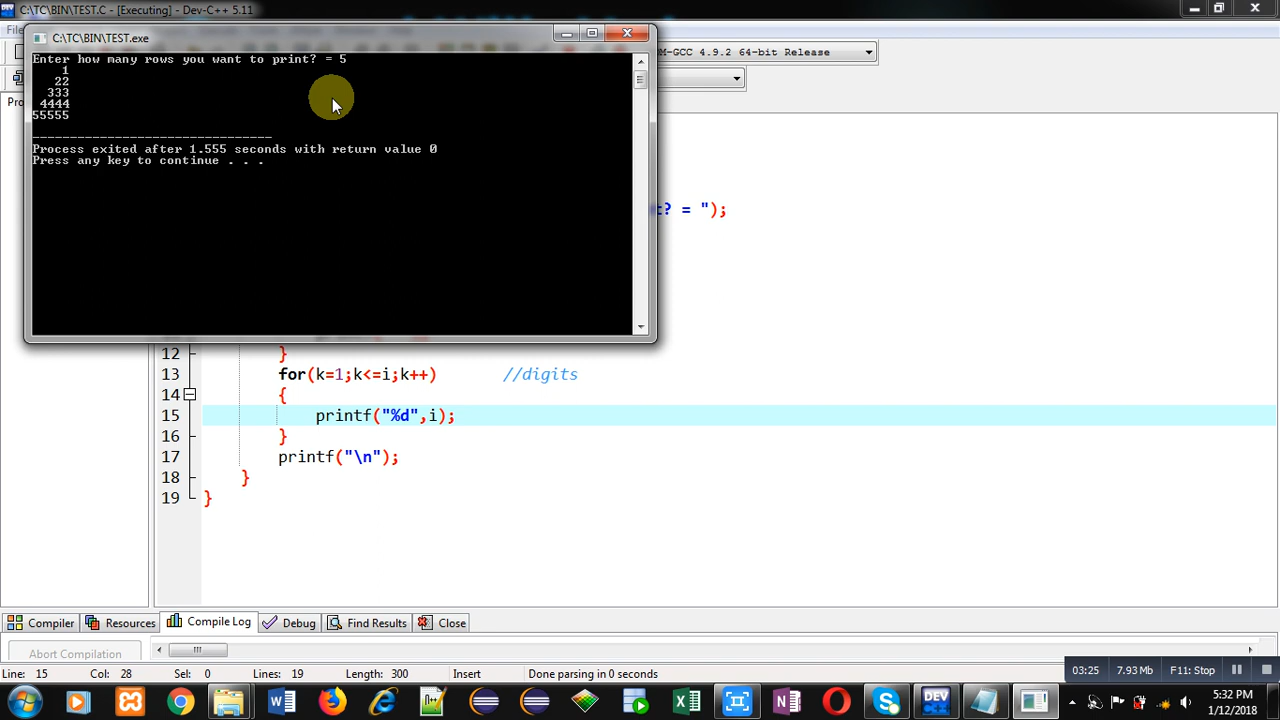 C:\TC\BIN\TEST.C - [Executing] - Dev-C++ 5.11
C:\TC\BIN\TEST.exe
Enter how many rows you want to print? = 5
    1
   22
  333
 4444
55555
--------------------------------
Process exited after 1.555 seconds with return value 0
Press any key to continue . . .
M-GCC 4.9.2 64-bit Release
t? = ");
12 }
13 for(k=1;k<=i;k++) //digits
14 {
15 printf("%d",i);
16 }
17 printf("\n");
18 }
19 }
Compiler Resources Compile Log Debug Find Results Close
Abort Compilation
Line: 15 Col: 28 Sel: 0 Lines: 19 Length: 300 Insert Done parsing in 0 seconds
03:25 7.93 Mb F11: Stop
5:32 PM
1/12/2018